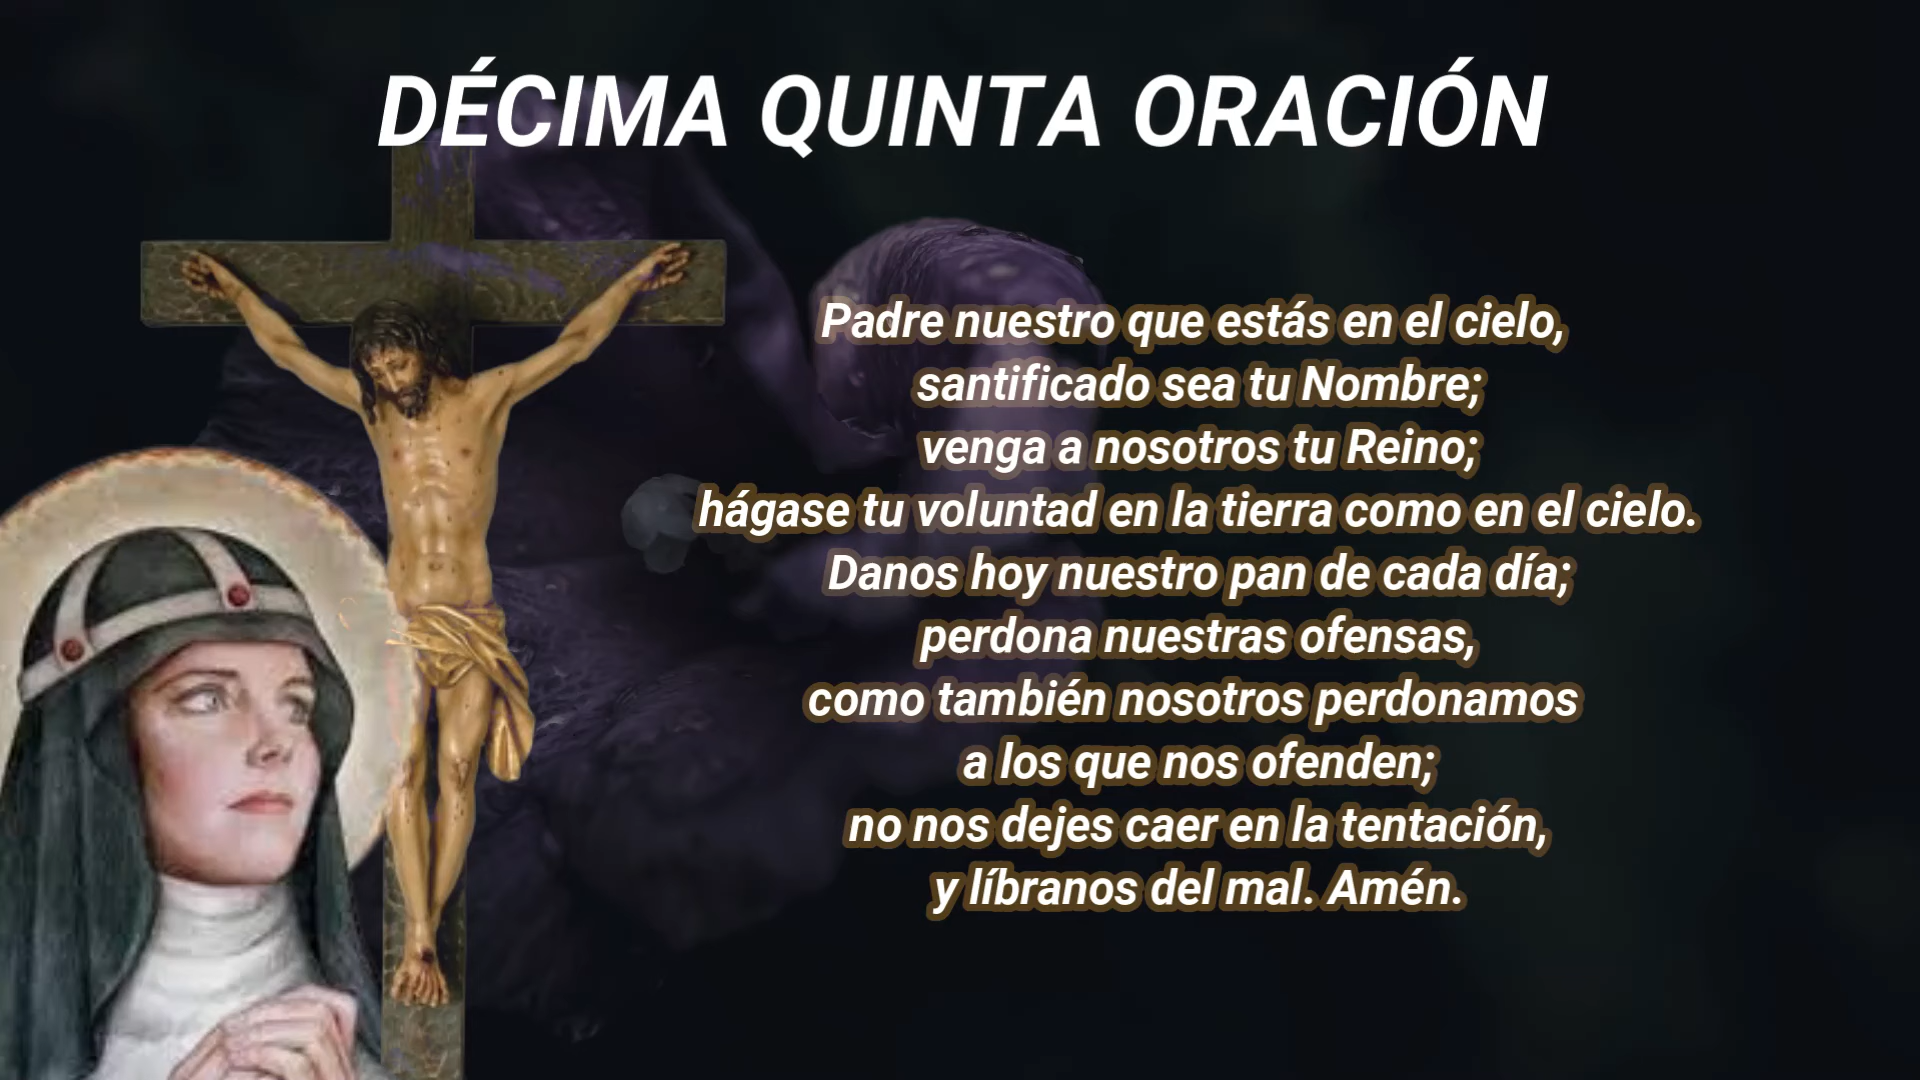 DÉCIMA QUINTA ORACIÓN
Padre nuestro que estás en el cielo,
santificado sea tu Nombre;
venga a nosotros tu Reino;
hágase tu voluntad en la tierra como en el cielo.
Danos hoy nuestro pan de cada día;
perdona nuestras ofensas,
como también nosotros perdonamos
a los que nos ofenden;
no nos dejes caer en la tentación,
y líbranos del mal. Amén.